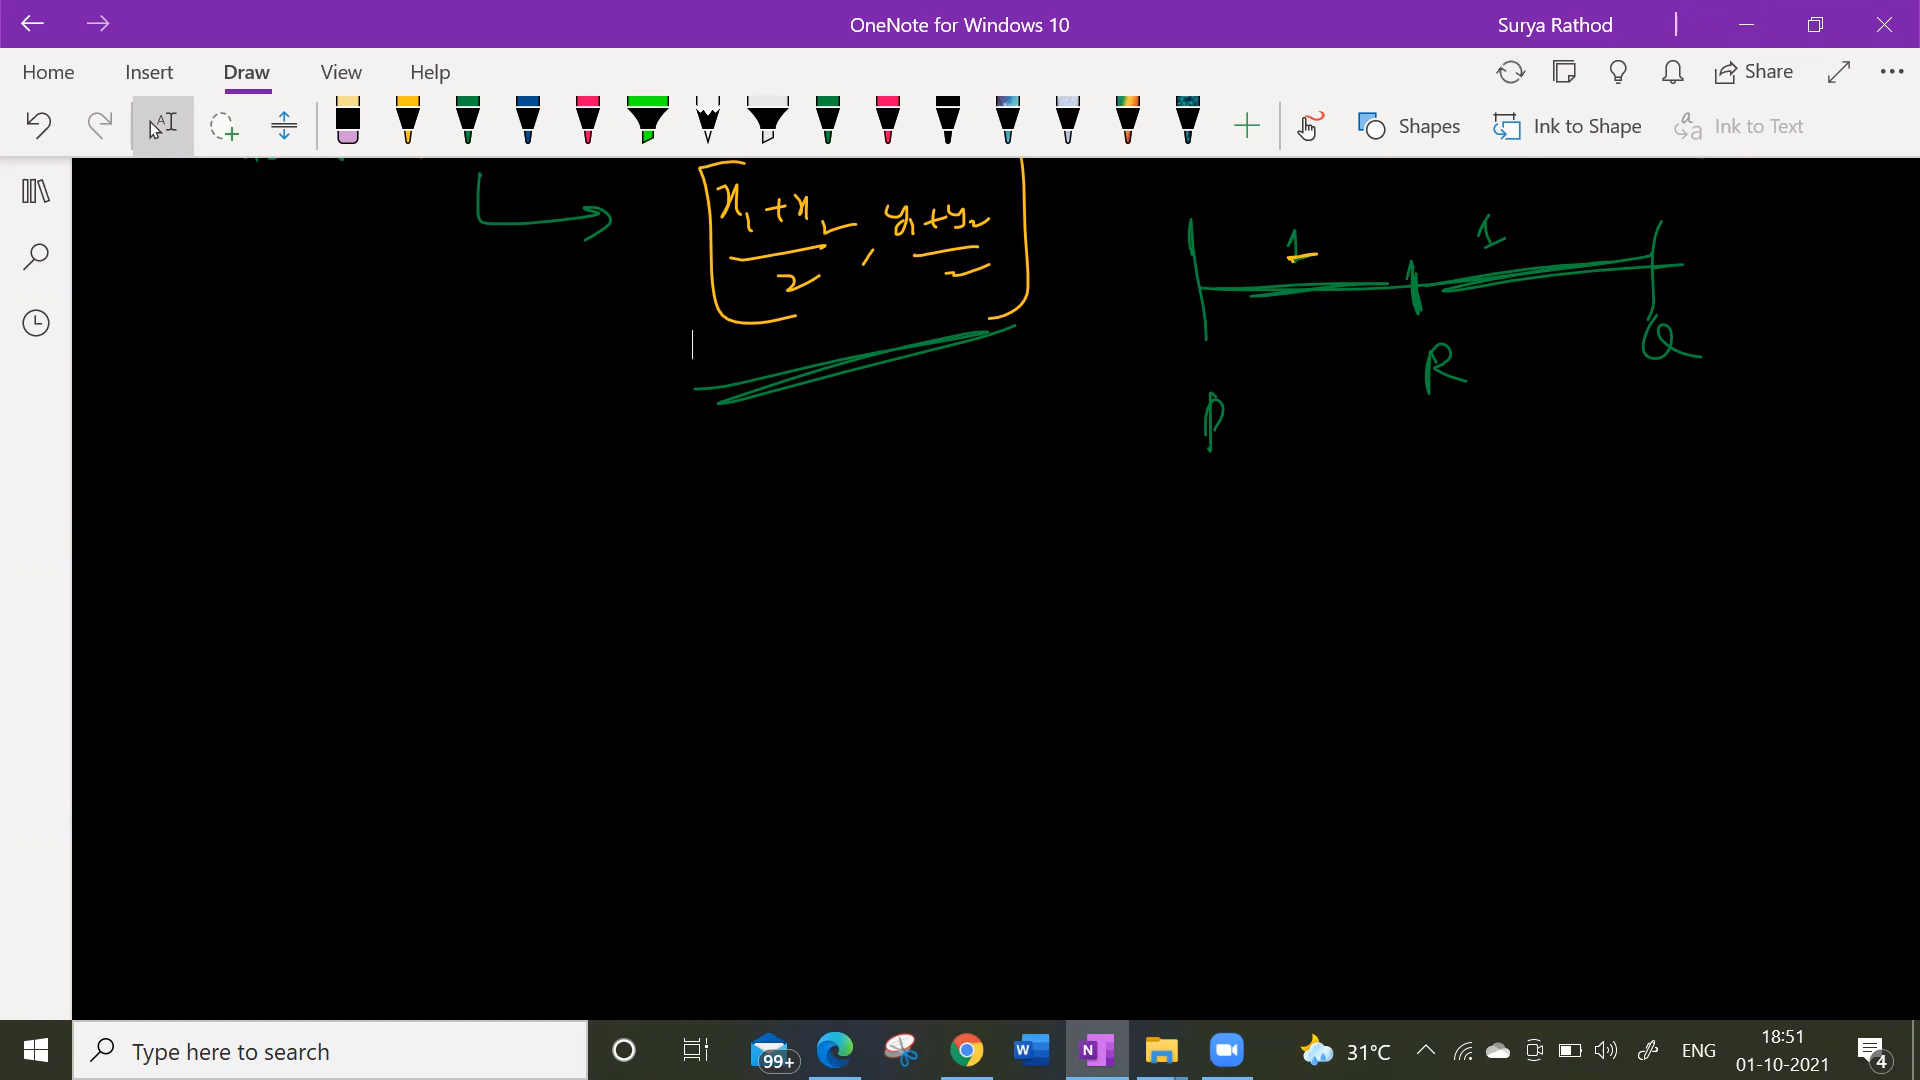 OneNote for Windows 10
Surya Rathod
Home Insert Draw View Help
Share
Shapes
Ink to Shape
Ink to Text
x₁+x₂/2 , y₁+y₂/2
1 1
P R Q
Type here to search
99+
31°C
ENG
18:51
01-10-2021
4